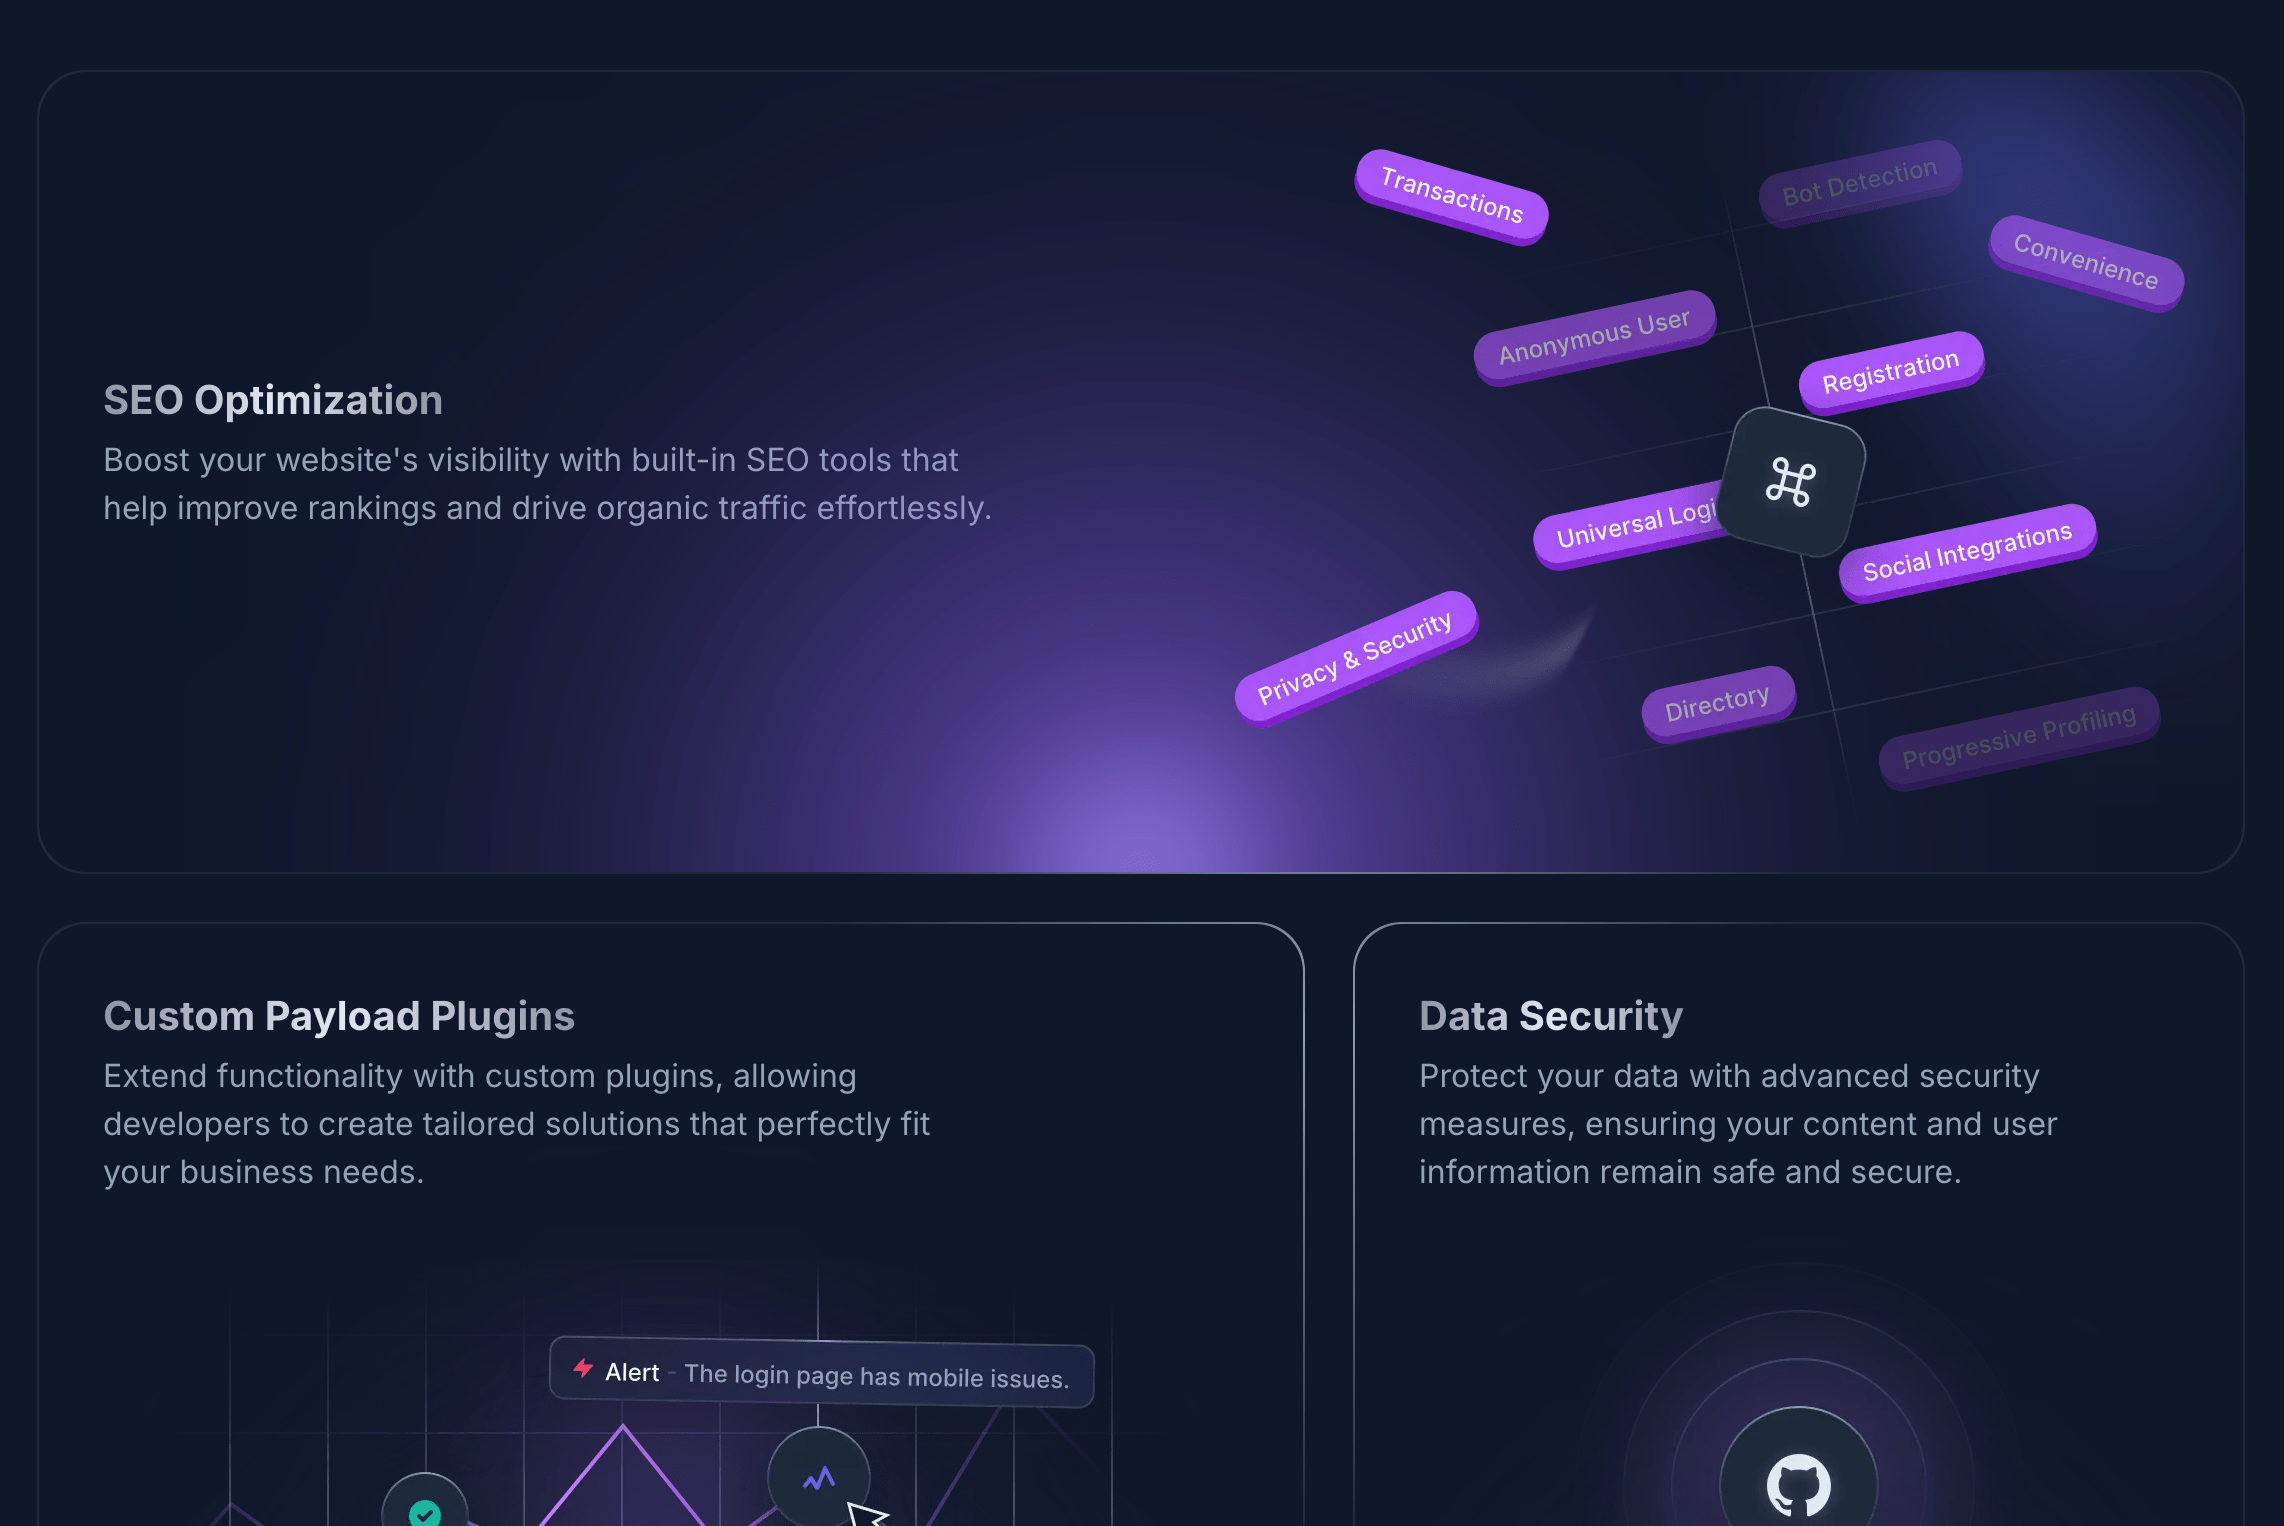 SEO Optimization
Boost your website's visibility with built-in SEO tools that
help improve rankings and drive organic traffic effortlessly.
Transactions
Bot Detection
Convenience
Anonymous User
Registration
Universal Logi
Social Integrations
Privacy & Security
Directory
Progressive Profiling
Custom Payload Plugins
Extend functionality with custom plugins, allowing
developers to create tailored solutions that perfectly fit
your business needs.
Alert - The login page has mobile issues.
Data Security
Protect your data with advanced security
measures, ensuring your content and user
information remain safe and secure.